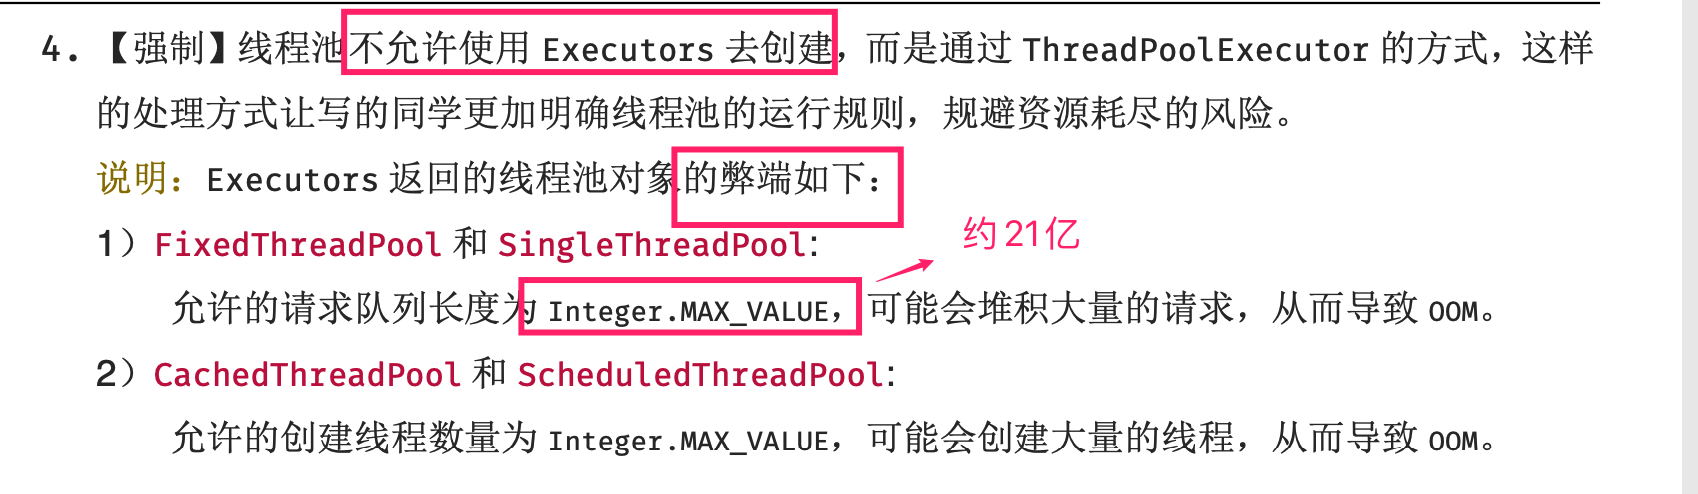 4. 【强制】线程池不允许使用 Executors 去创建，而是通过 ThreadPoolExecutor 的方式，这样
的处理方式让写的同学更加明确线程池的运行规则，规避资源耗尽的风险。
说明：Executors 返回的线程池对象的弊端如下：
约21亿
1）FixedThreadPool 和 SingleThreadPool:
允许的请求队列长度为 Integer.MAX_VALUE，可能会堆积大量的请求，从而导致 OOM。
2）CachedThreadPool 和 ScheduledThreadPool:
允许的创建线程数量为 Integer.MAX_VALUE，可能会创建大量的线程，从而导致 OOM。